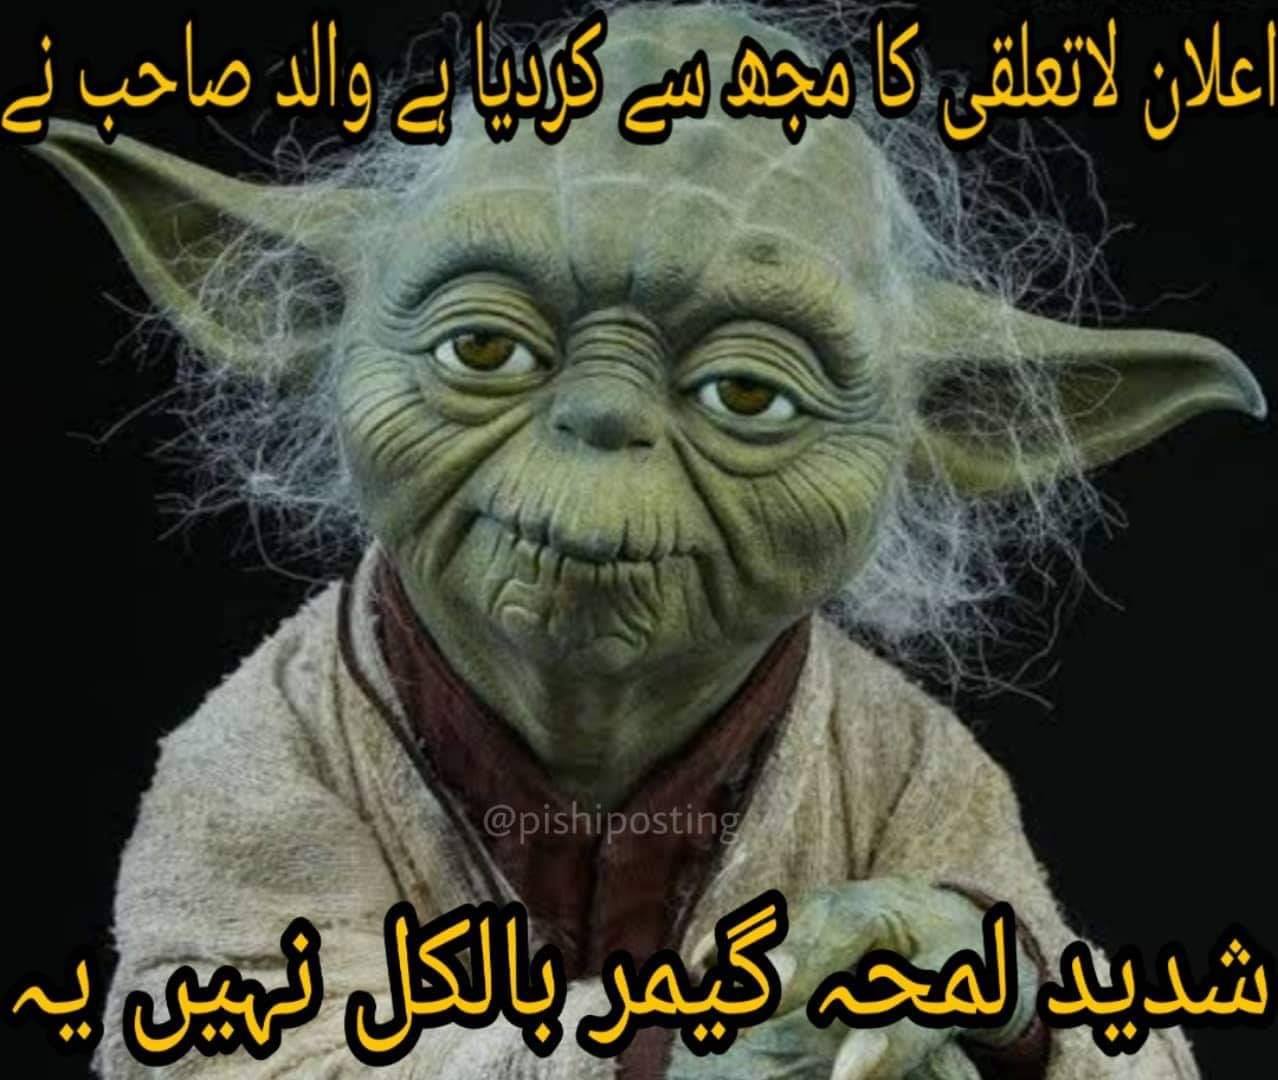 اعلان لاتعلقی کا مجھ سے کردیا ہے والد صاحب نے
@pishiposting
شدید لمحہ گیمر بالکل نہیں یہ